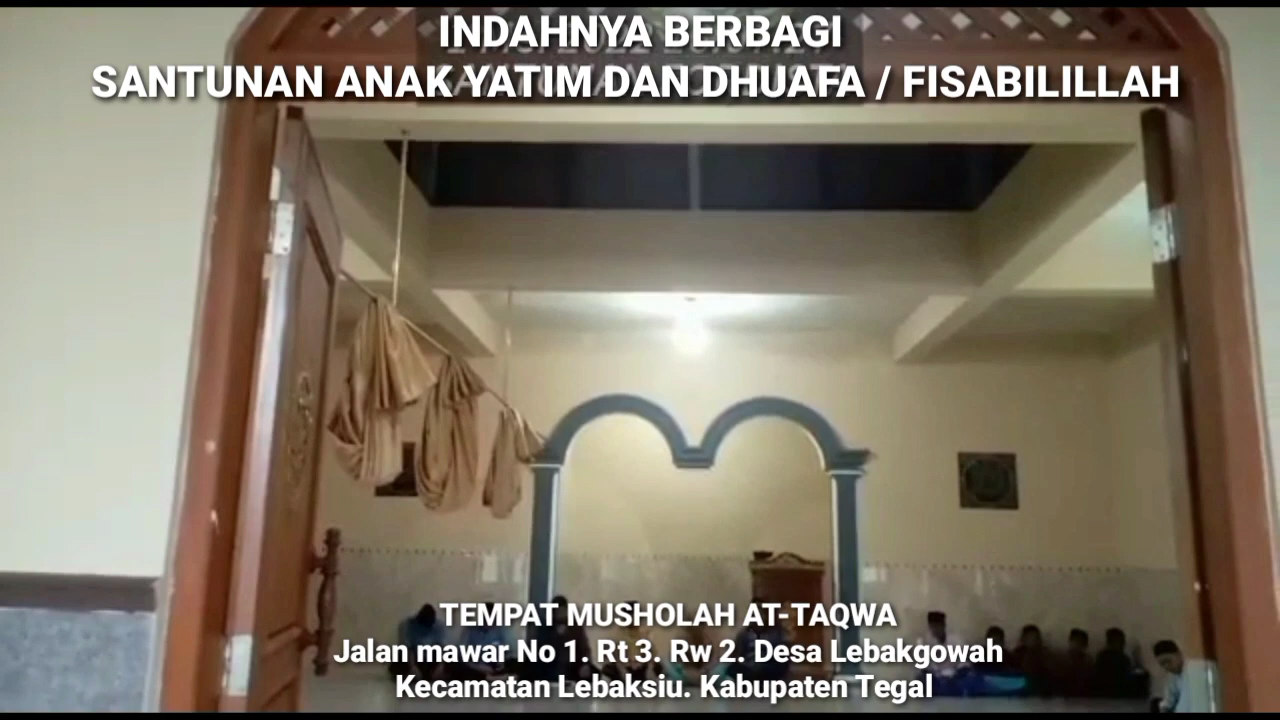 INDAHNYA BERBAGI
SANTUNAN ANAK YATIM DAN DHUAFA / FISABILILLAH
TEMPAT MUSHOLAH AT-TAQWA
Jalan mawar No 1. Rt 3. Rw 2. Desa Lebakgowah
Kecamatan Lebaksiu. Kabupaten Tegal